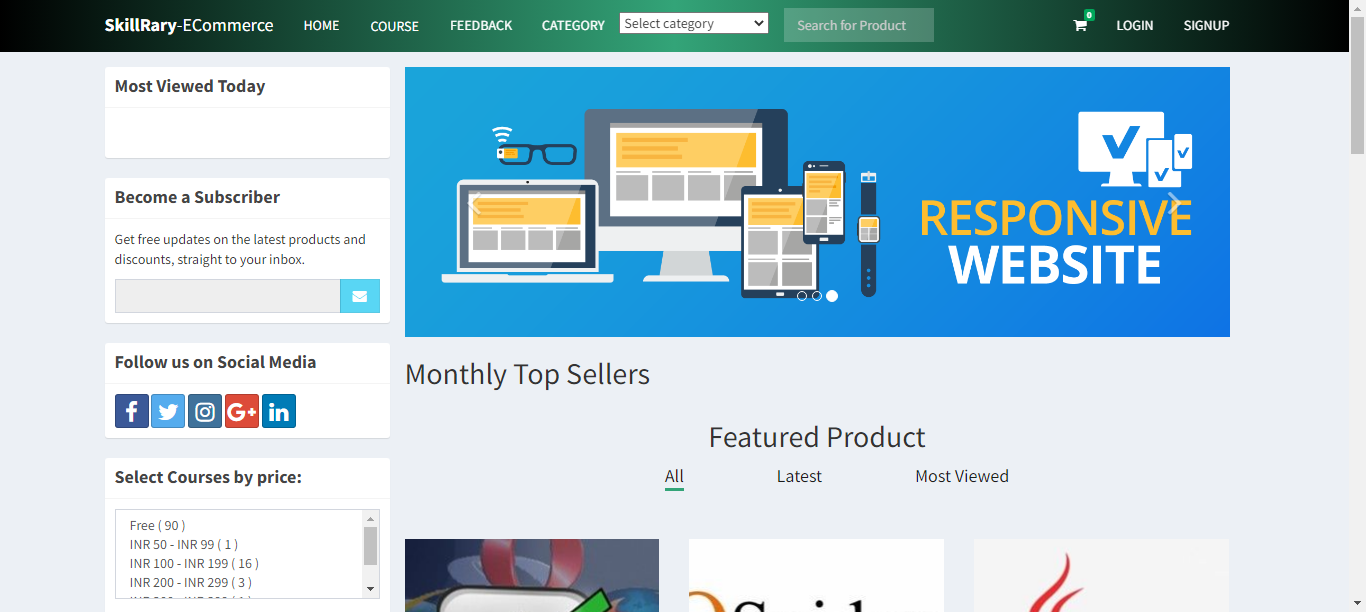 SkillRary-ECommerce HOME COURSE FEEDBACK CATEGORY Select category Search for Product 0 LOGIN SIGNUP
Most Viewed Today
Become a Subscriber
Get free updates on the latest products and
discounts, straight to your inbox.
Follow us on Social Media
Select Courses by price:
Free ( 90 )
INR 50 - INR 99 ( 1 )
INR 100 - INR 199 ( 16 )
INR 200 - INR 299 ( 3 )
RESPONSIVE
WEBSITE
Monthly Top Sellers
Featured Product
All Latest Most Viewed